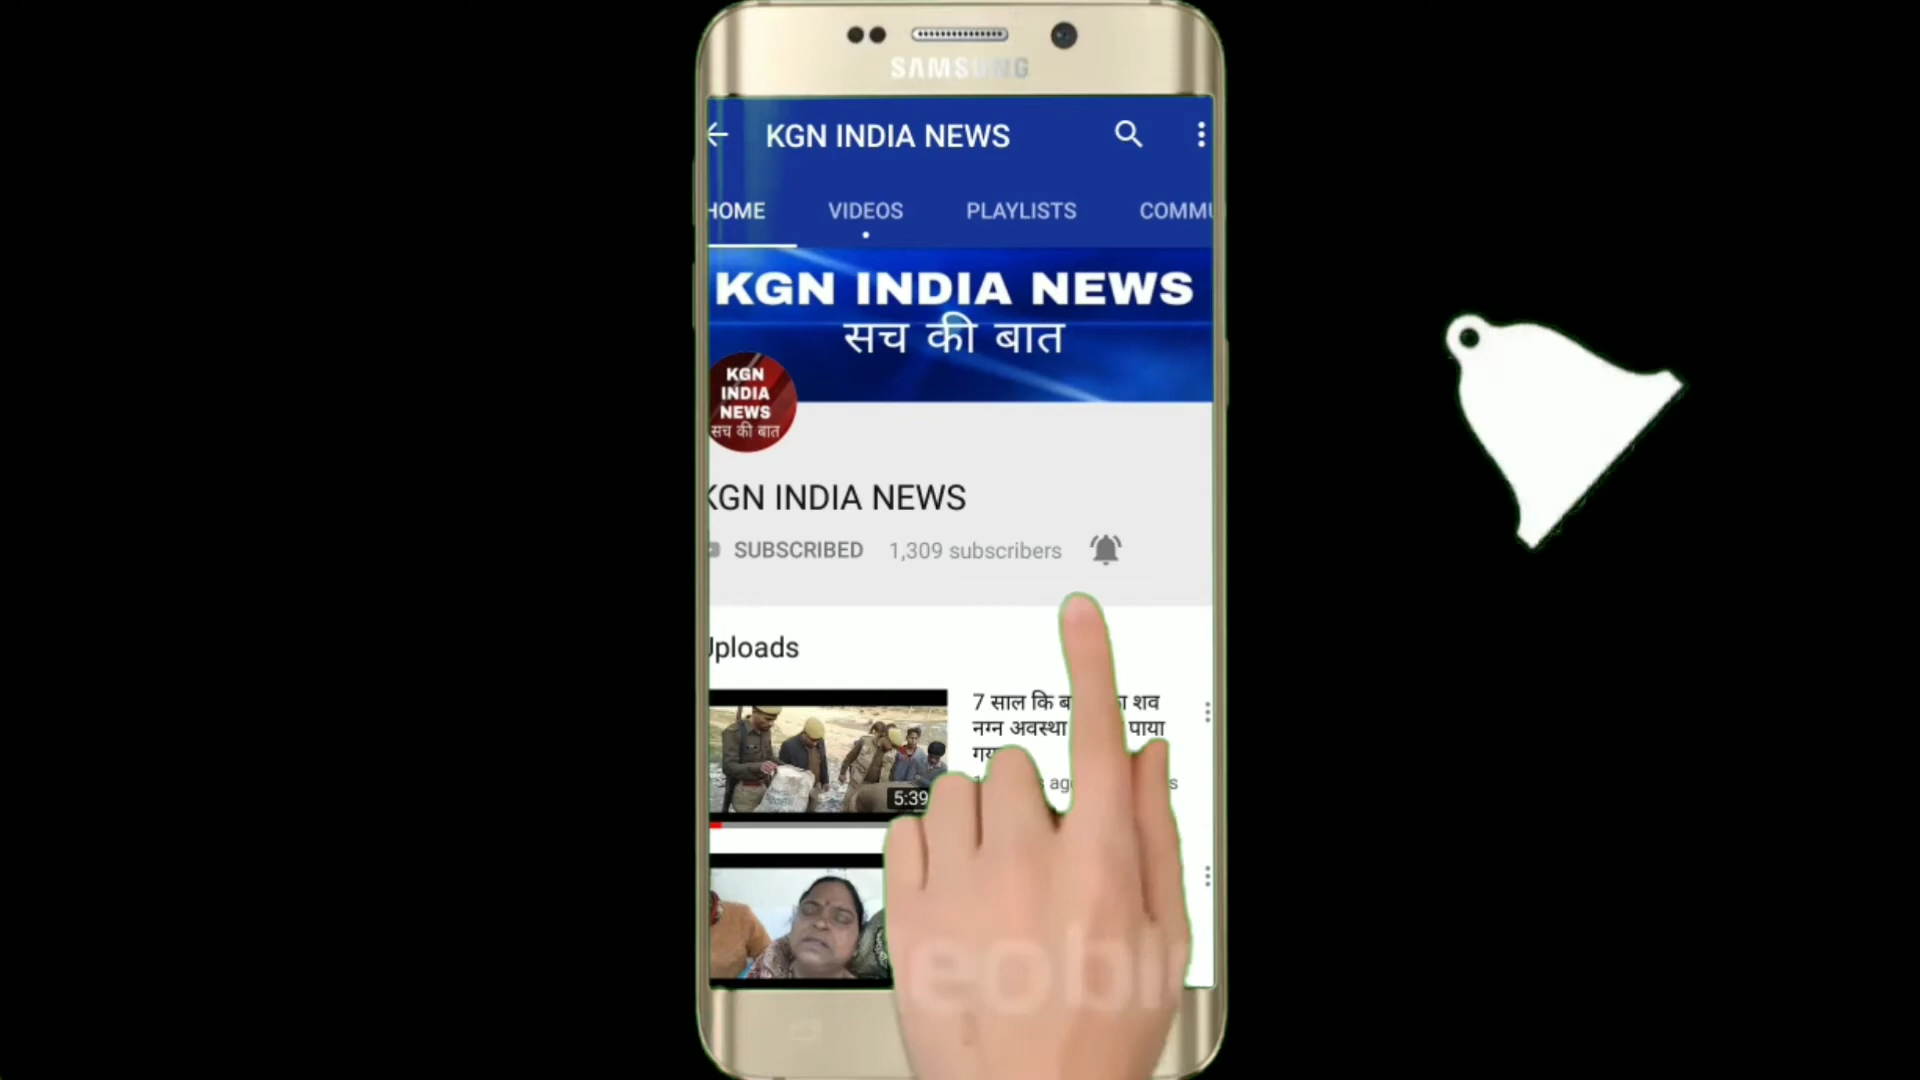 SAMSUNG
KGN INDIA NEWS
HOME VIDEOS PLAYLISTS COMMU
KGN INDIA NEWS
सच की बात
KGN
INDIA
NEWS
सच की बात
KGN INDIA NEWS
SUBSCRIBED 1,309 subscribers
Uploads
7 साल कि शव
नग्न अवस्था पाया
5:39